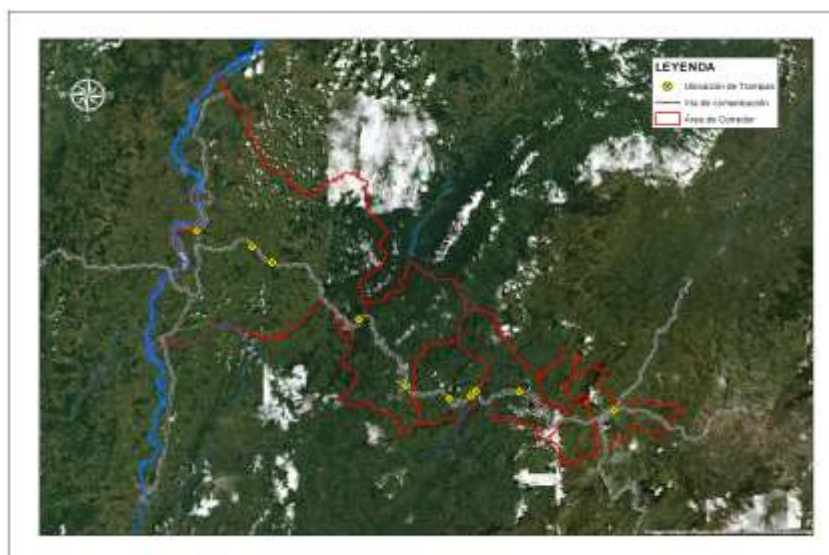 LEYENDA
Ubicación de Trampas
Vía de comunicación
Área de Corredor